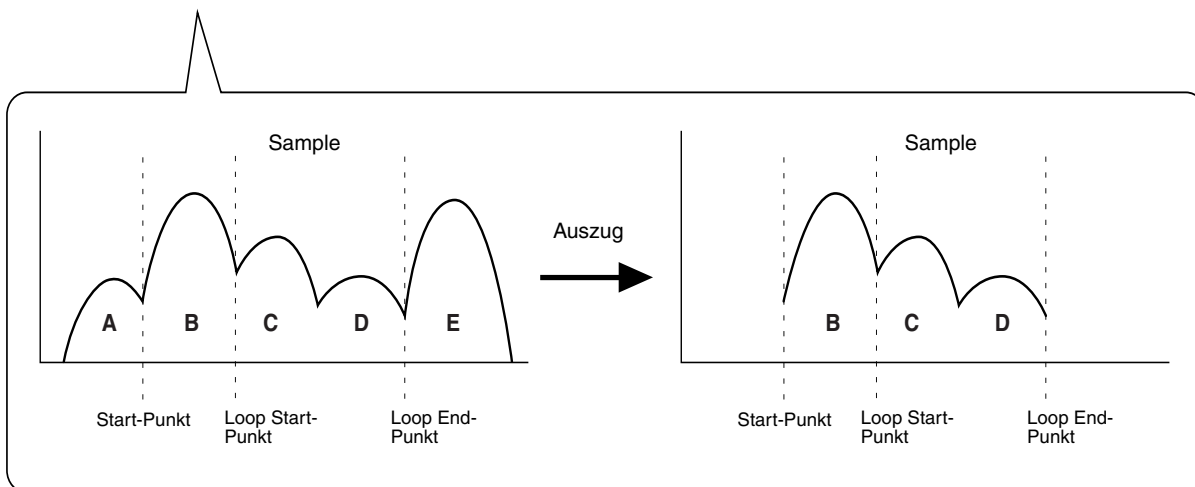 Sample
A
B
C
D
E
Start-Punkt
Loop Start-
Punkt
Loop End-
Punkt
Auszug
Sample
B
C
D
Start-Punkt
Loop Start-
Punkt
Loop End-
Punkt